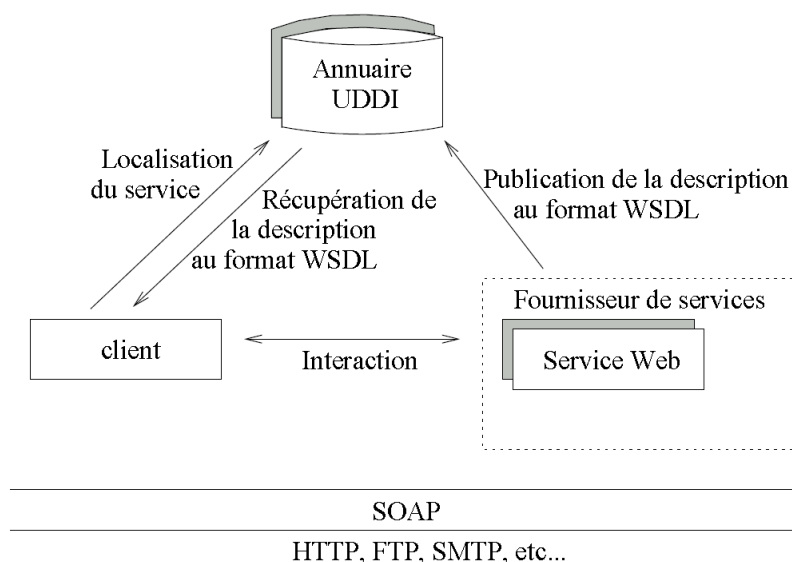 Annuaire
UDDI
Localisation
du service
Récupération de
la description
au format WSDL
Publication de la description
au format WSDL
Fournisseur de services
client
Interaction
Service Web
SOAP
HTTP, FTP, SMTP, etc...